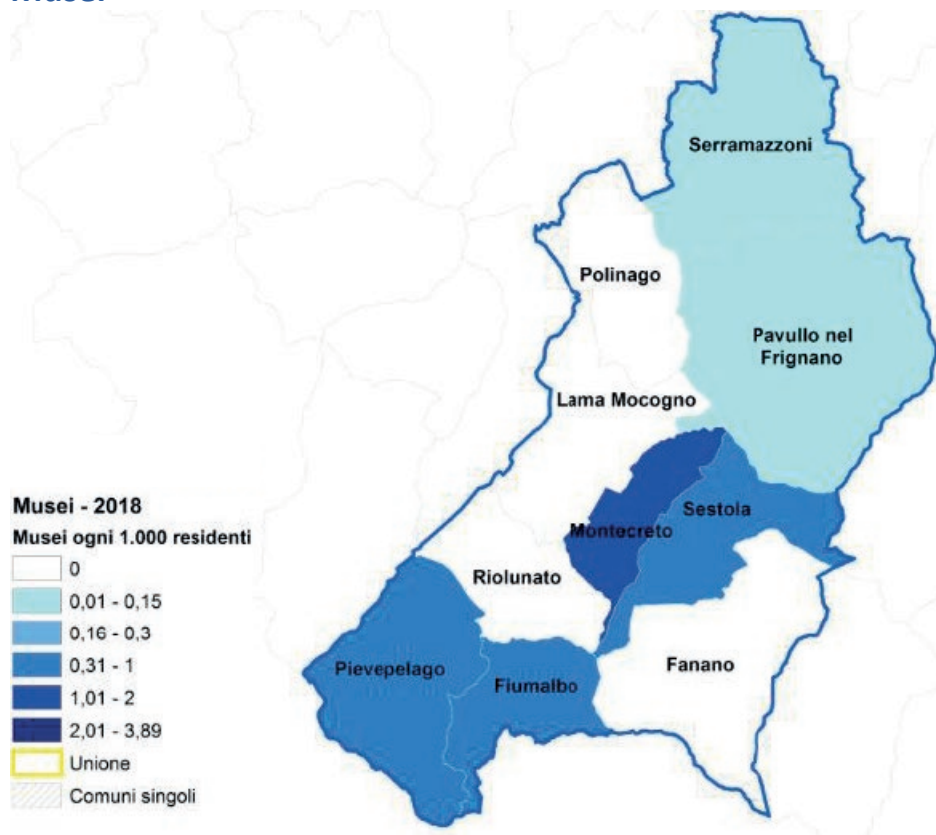 Musei
Serramazzoni
Polinago
Pavullo nel
Frignano
Lama Mocogno
Sestola
Montecreto
Riolunato
Pievepelago
Fiumalbo
Fanano
Musei - 2018
Musei ogni 1.000 residenti
0
0,01 - 0,15
0,16 - 0,3
0,31 - 1
1,01 - 2
2,01 - 3,89
Unione
Comuni singoli